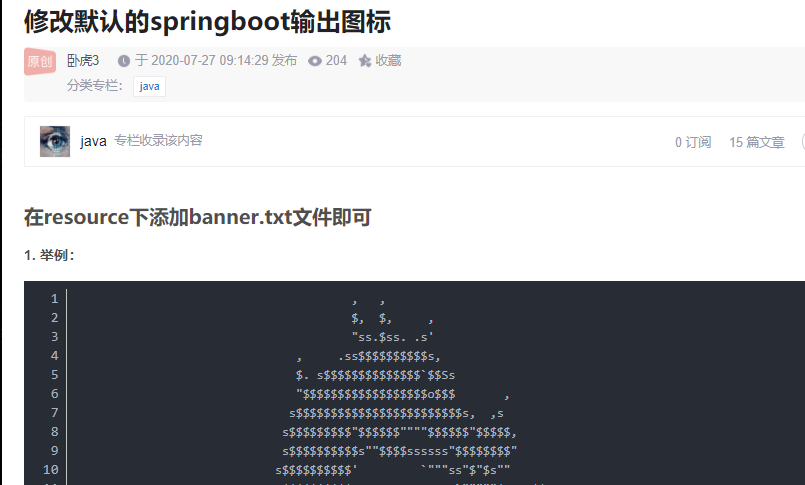 修改默认的springboot输出图标
原创 卧虎3 于 2020-07-27 09:14:29 发布 204 收藏
分类专栏： java
java 专栏收录该内容 0 订阅 15 篇文章
在resource下添加banner.txt文件即可
1. 举例：
1                                         ,   ,
2                                         $,  $,     ,
3                                         "ss.$ss. .s'
4                                 ,     .ss$$$$$$$$$$s,
5                                 $. s$$$$$$$$$$$$$$`$$Ss
6                                 "$$$$$$$$$$$$$$$$$$o$$$       ,
7                                s$$$$$$$$$$$$$$$$$$$$$$$$s,  ,s
8                               s$$$$$$$$$"$$$$$$""""$$$$$$"$$$$$,
9                               s$$$$$$$$$$s""$$$$ssssss"$$$$$$$$"
10                              s$$$$$$$$$$'         `"""ss"$"$s""